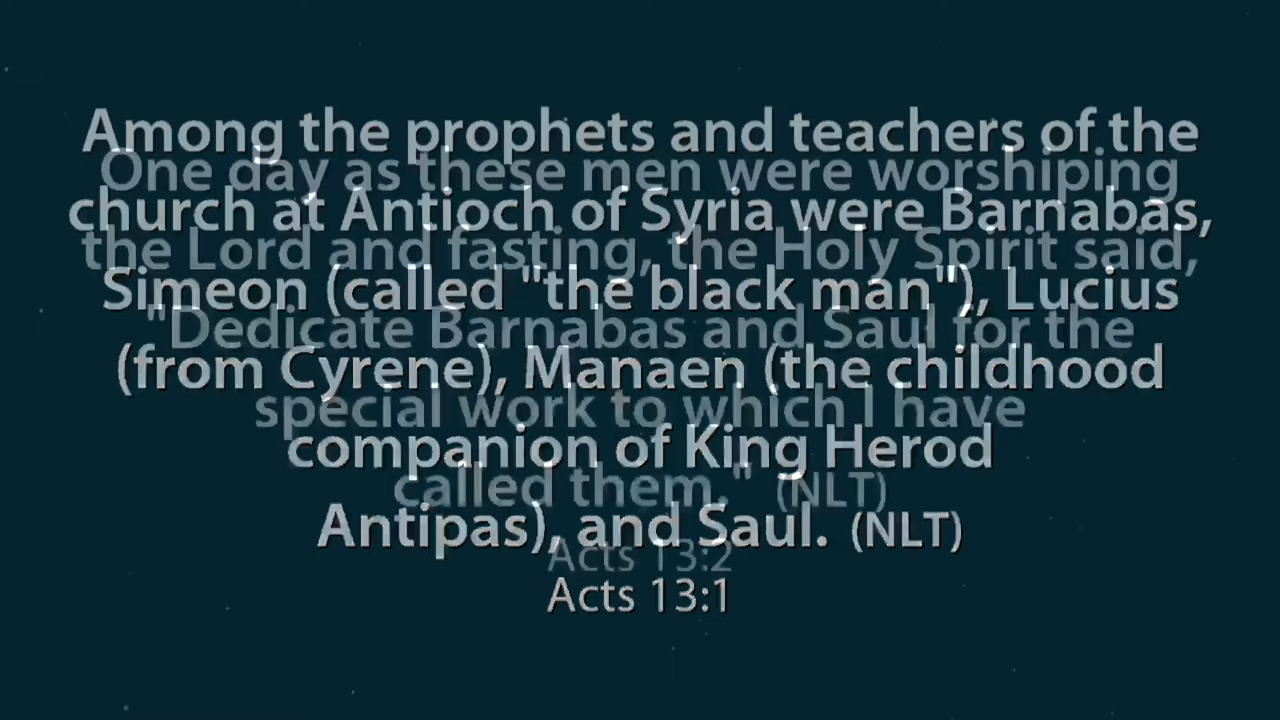 Among the prophets and teachers of the
church at Antioch of Syria were Barnabas,
Simeon (called "the black man"), Lucius
(from Cyrene), Manaen (the childhood
companion of King Herod
Antipas), and Saul. (NLT)
Acts 13:1
One day as these men were worshiping
the Lord and fasting, the Holy Spirit said,
"Dedicate Barnabas and Saul for the
special work to which I have
called them." (NLT)
Acts 13:2